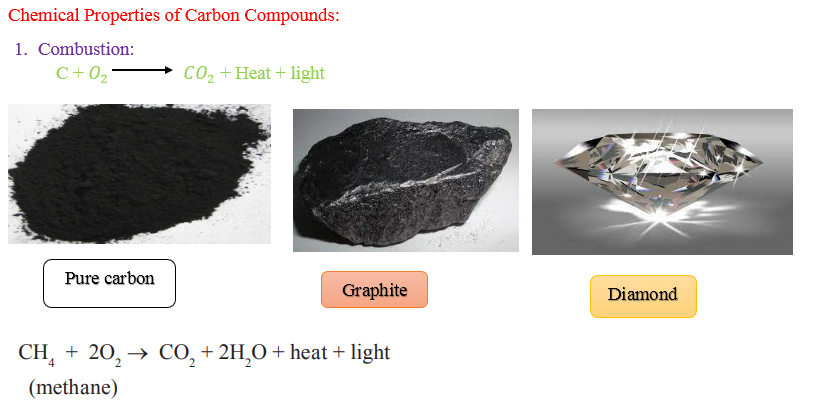 Chemical Properties of Carbon Compounds:
1. Combustion:
C + O₂ ⟶ CO₂ + Heat + light
Pure carbon
Graphite
Diamond
CH₄ + 2O₂ → CO₂ + 2H₂O + heat + light
(methane)